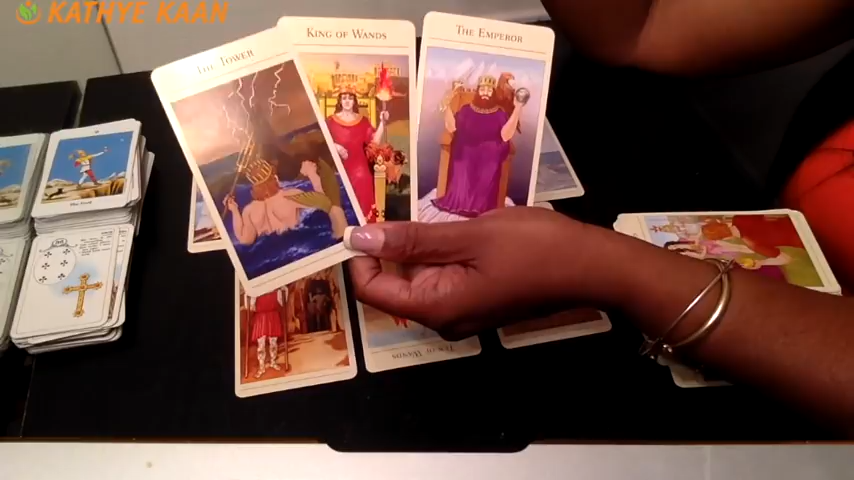 KATHYE KAAN
THE TOWER
KING OF WANDS
THE EMPEROR
TEN OF WANDS